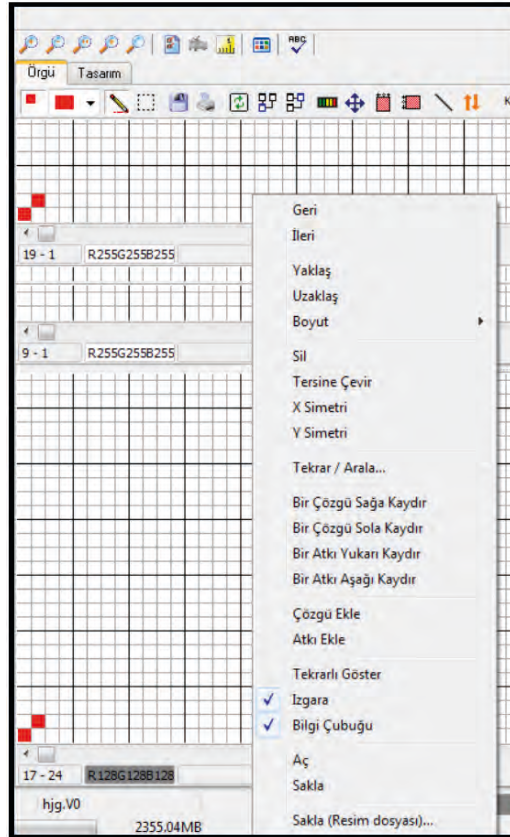 ABC
Örgü Tasarım
19 - 1 R255G255B255
9 - 1 R255G255B255
17 - 24 R128G128B128
hjg.V0
2355.04MB
Geri
İleri
Yaklaş
Uzaklaş
Boyut
Sil
Tersine Çevir
X Simetri
Y Simetri
Tekrar / Arala...
Bir Çözgü Sağa Kaydır
Bir Çözgü Sola Kaydır
Bir Atkı Yukarı Kaydır
Bir Atkı Aşağı Kaydır
Çözgü Ekle
Atkı Ekle
Tekrarlı Göster
Izgara
Bilgi Çubuğu
Aç
Sakla
Sakla (Resim dosyası)...